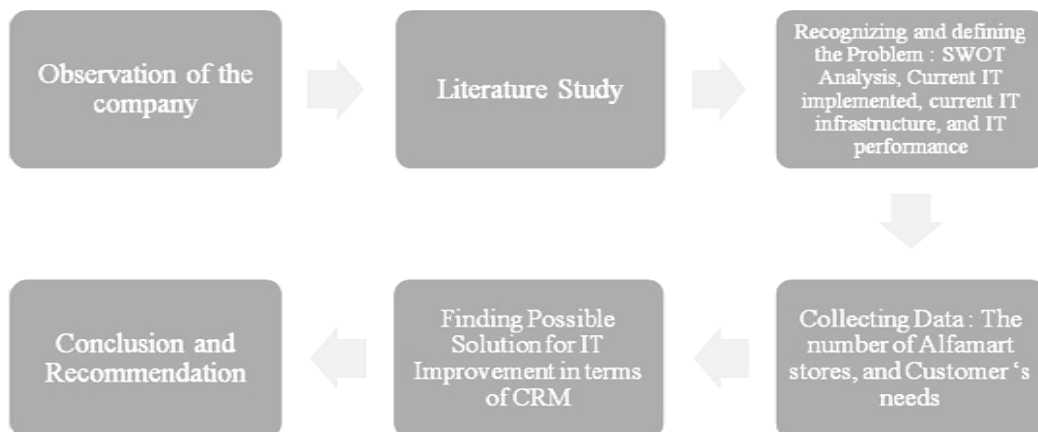 Observation of the
company
Literature Study
Recognizing and defining
the Problem : SWOT
Analysis, Current IT
implemented, current IT
infrastructure, and IT
performance
Collecting Data : The
number of Alfamart
stores, and Customer‘s
needs
Finding Possible
Solution for IT
Improvement in terms
of CRM
Conclusion and
Recommendation